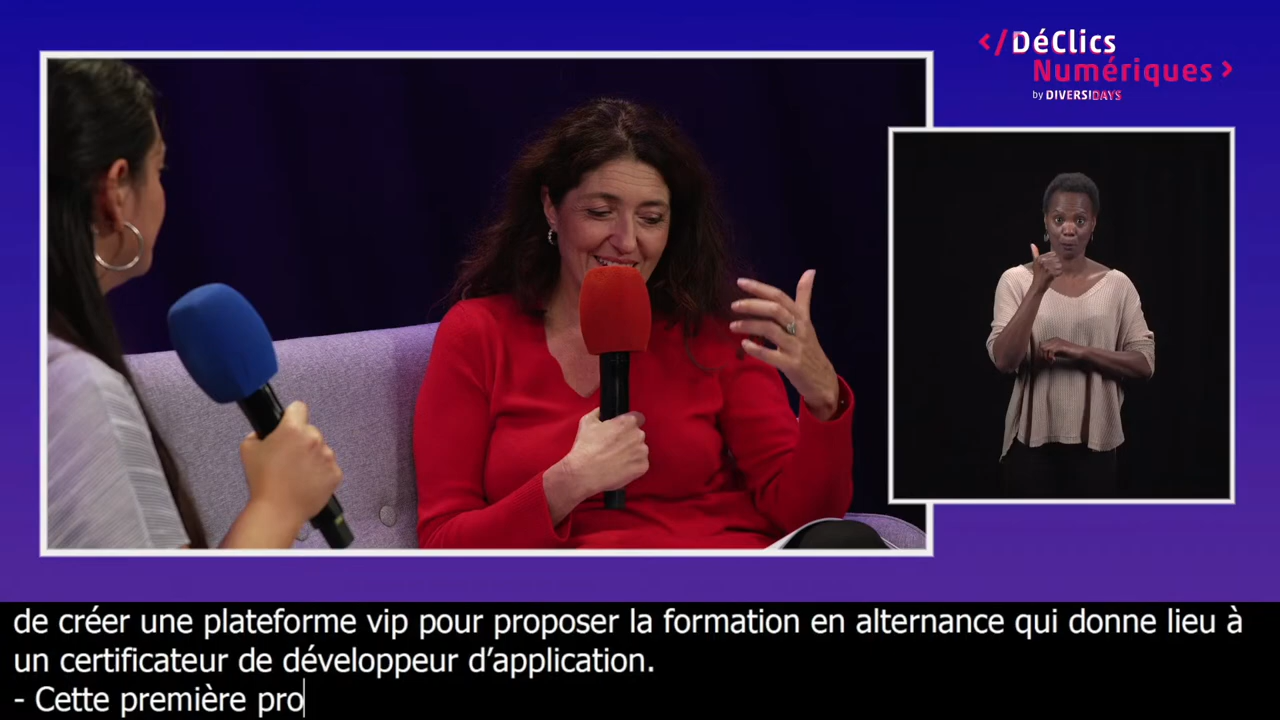 </DéClics
Numériques>
by DIVERSIDAYS
de créer une plateforme vip pour proposer la formation en alternance qui donne lieu à
un certificateur de développeur d’application.
- Cette première pro